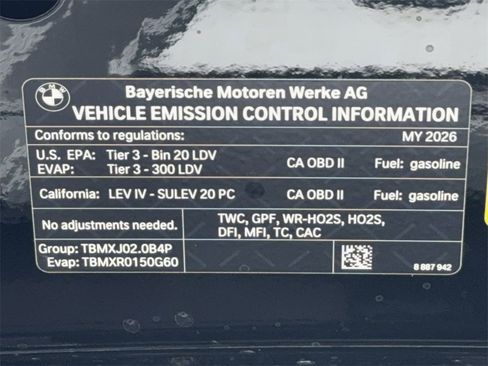 BMW
Bayerische Motoren Werke AG
VEHICLE EMISSION CONTROL INFORMATION
Conforms to regulations: MY 2026
U.S. EPA: Tier 3 - Bin 20 LDV CA OBD II Fuel: gasoline
EVAP: Tier 3 - 300 LDV
California: LEV IV - SULEV 20 PC CA OBD II Fuel: gasoline
No adjustments needed. TWC, GPF, WR-HO2S, HO2S,
DFI, MFI, TC, CAC
Group: TBMXJ02.0B4P
Evap: TBMXR0150G60 8 887 942